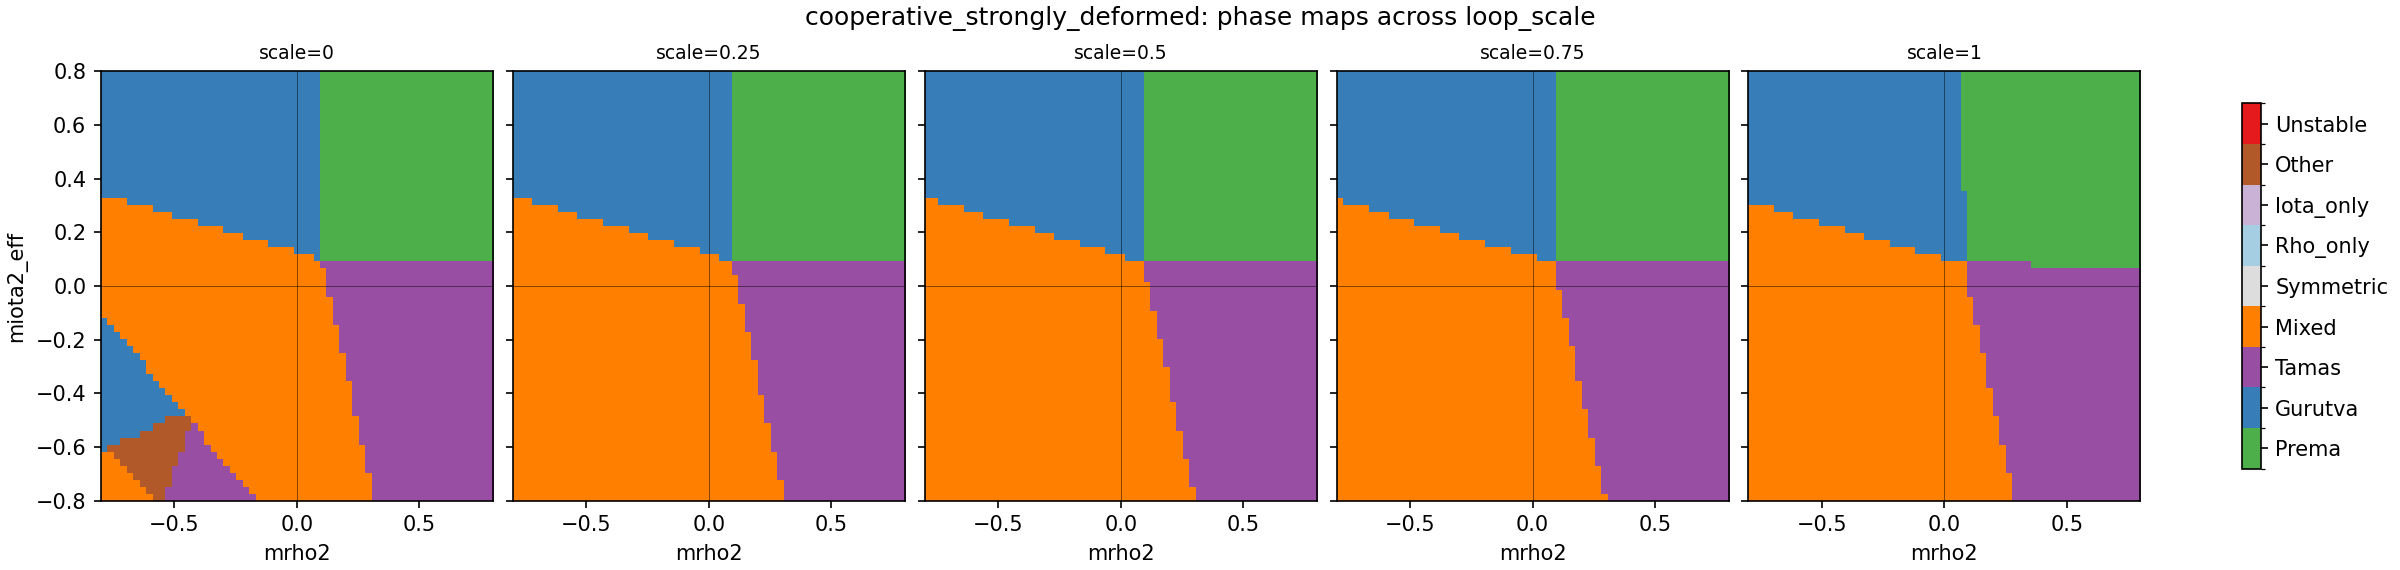 cooperative_strongly_deformed: phase maps across loop_scale
scale=0
scale=0.25
scale=0.5
scale=0.75
scale=1
miota2_eff
0.8
0.6
0.4
0.2
0.0
−0.2
−0.4
−0.6
−0.8
−0.5 0.0 0.5
−0.5 0.0 0.5
−0.5 0.0 0.5
−0.5 0.0 0.5
−0.5 0.0 0.5
mrho2
mrho2
mrho2
mrho2
mrho2
Unstable
Other
Iota_only
Rho_only
Symmetric
Mixed
Tamas
Gurutva
Prema